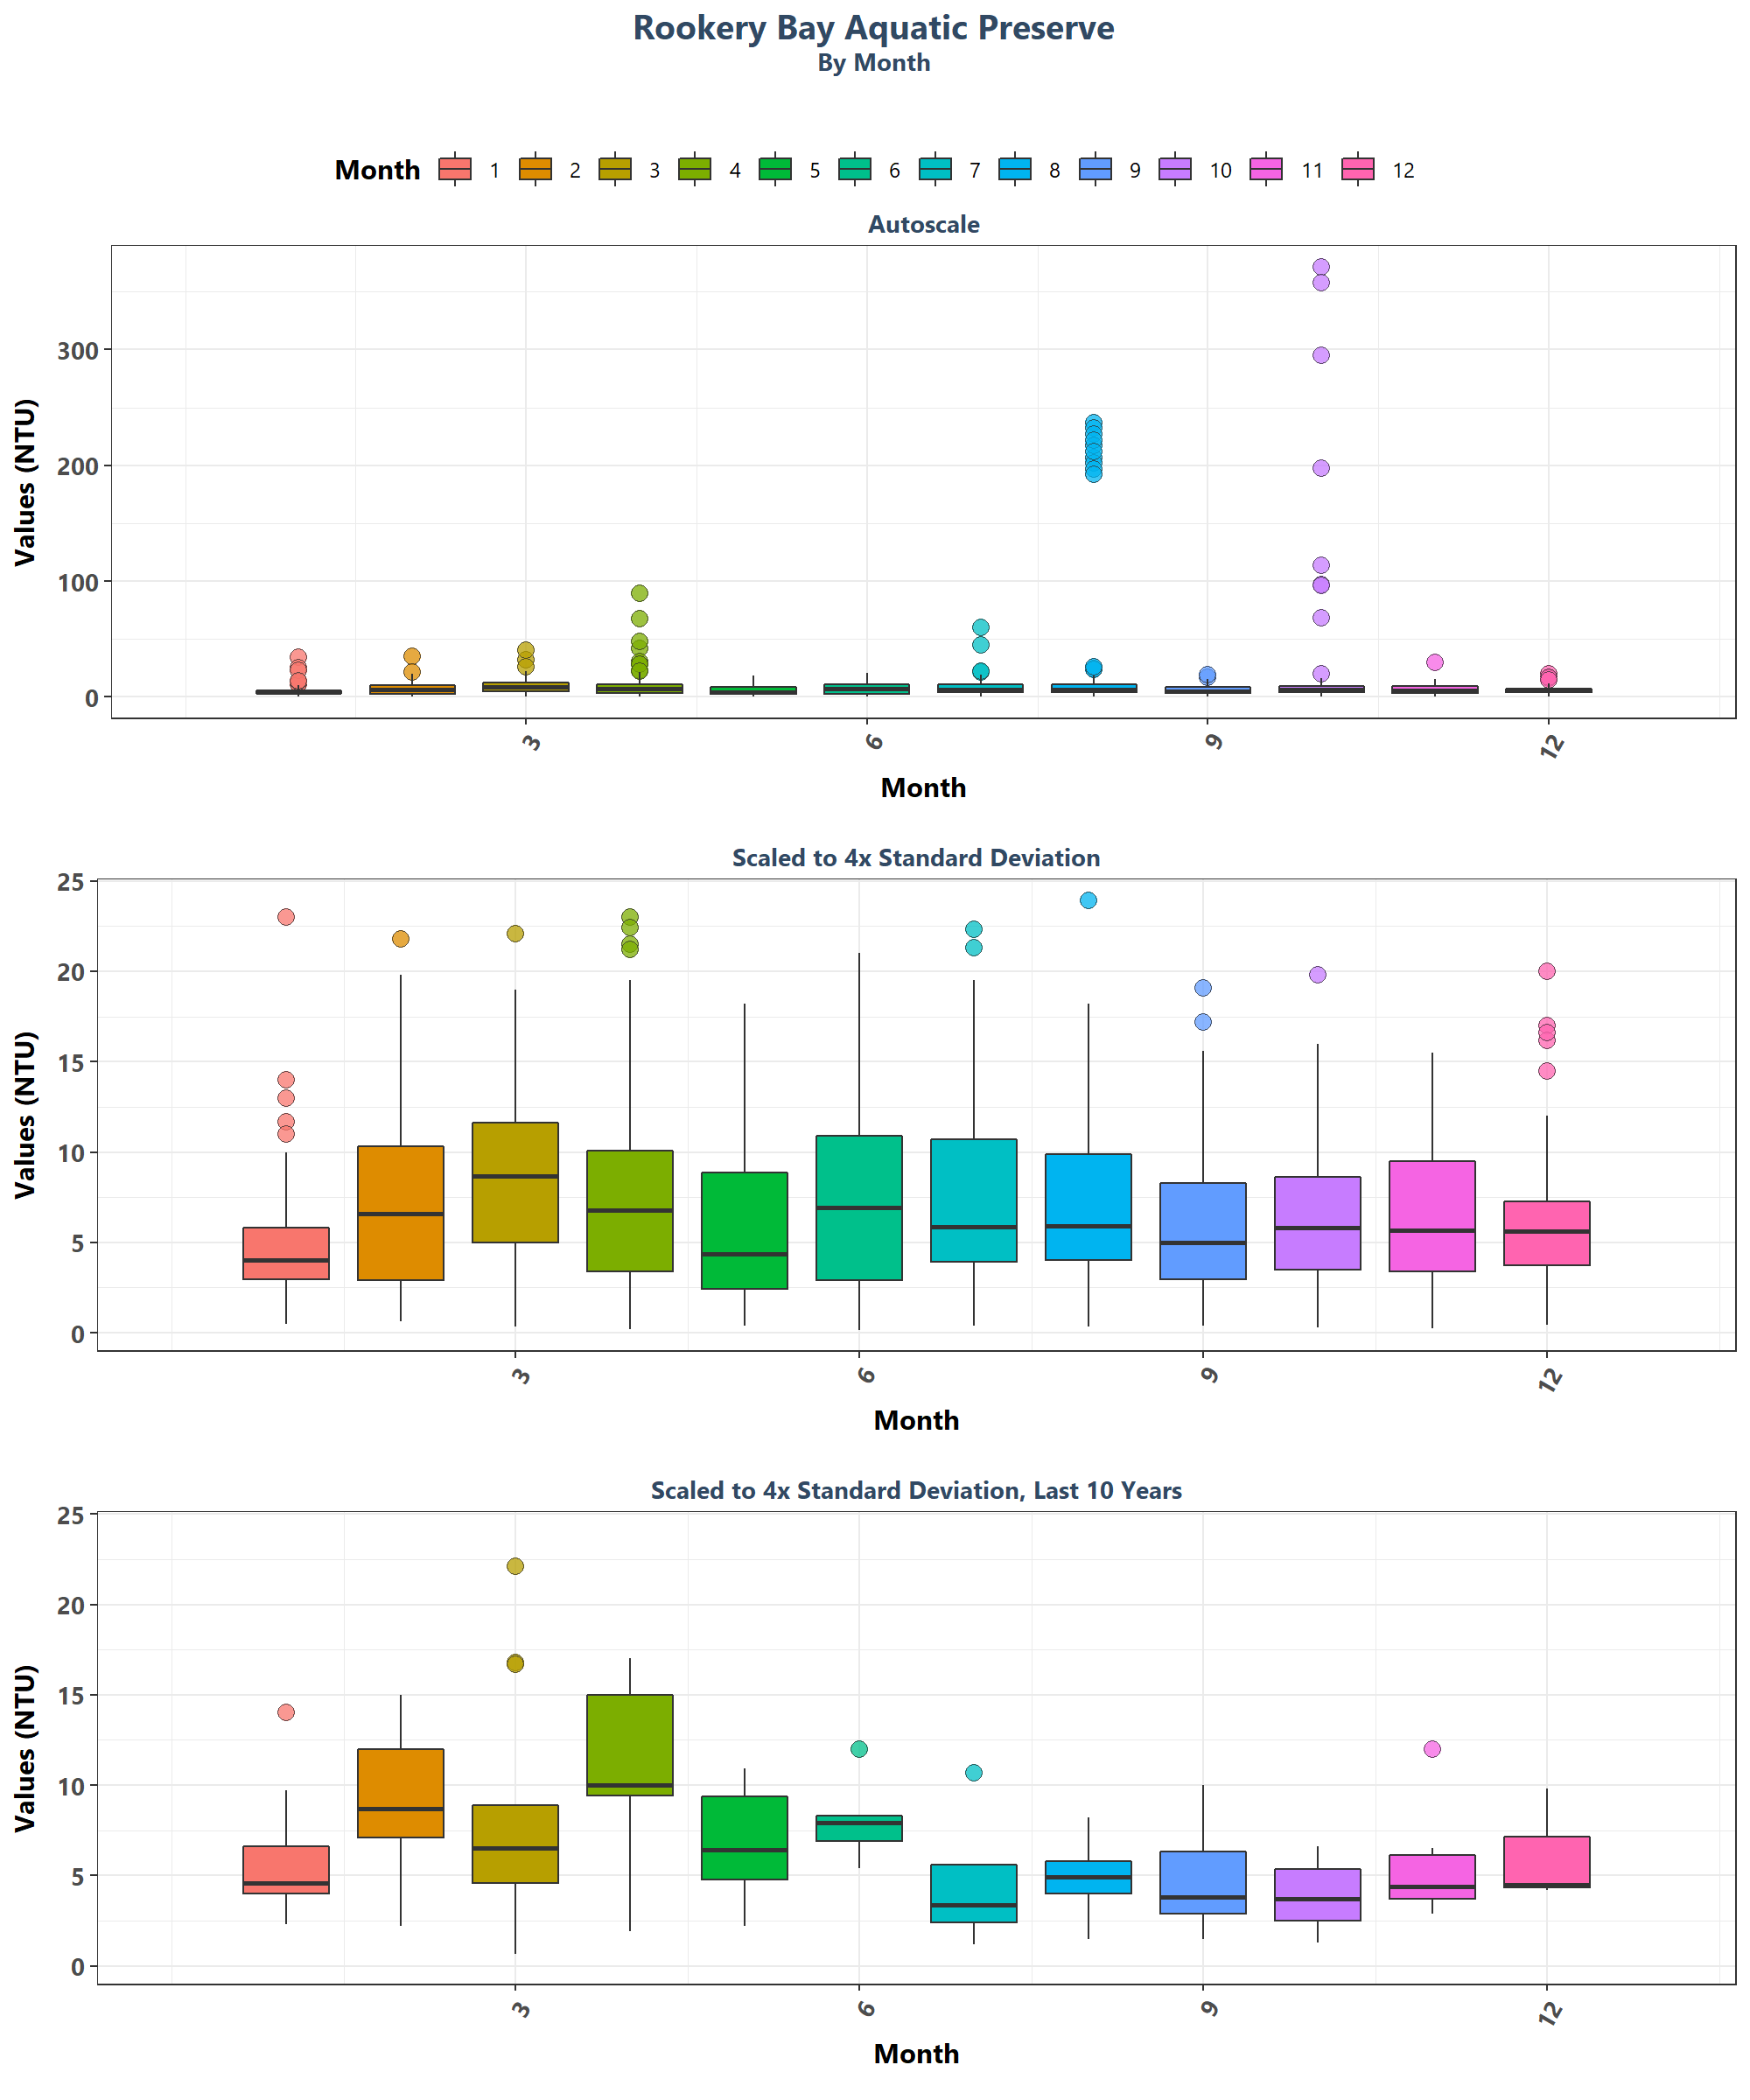 Rookery Bay Aquatic Preserve
By Month
Month 1 2 3 4 5 6 7 8 9 10 11 12
Autoscale
Values (NTU)
300
200
100
0
3 6 9 12
Month
Scaled to 4x Standard Deviation
Values (NTU)
25
20
15
10
5
0
3 6 9 12
Month
Scaled to 4x Standard Deviation, Last 10 Years
Values (NTU)
25
20
15
10
5
0
3 6 9 12
Month